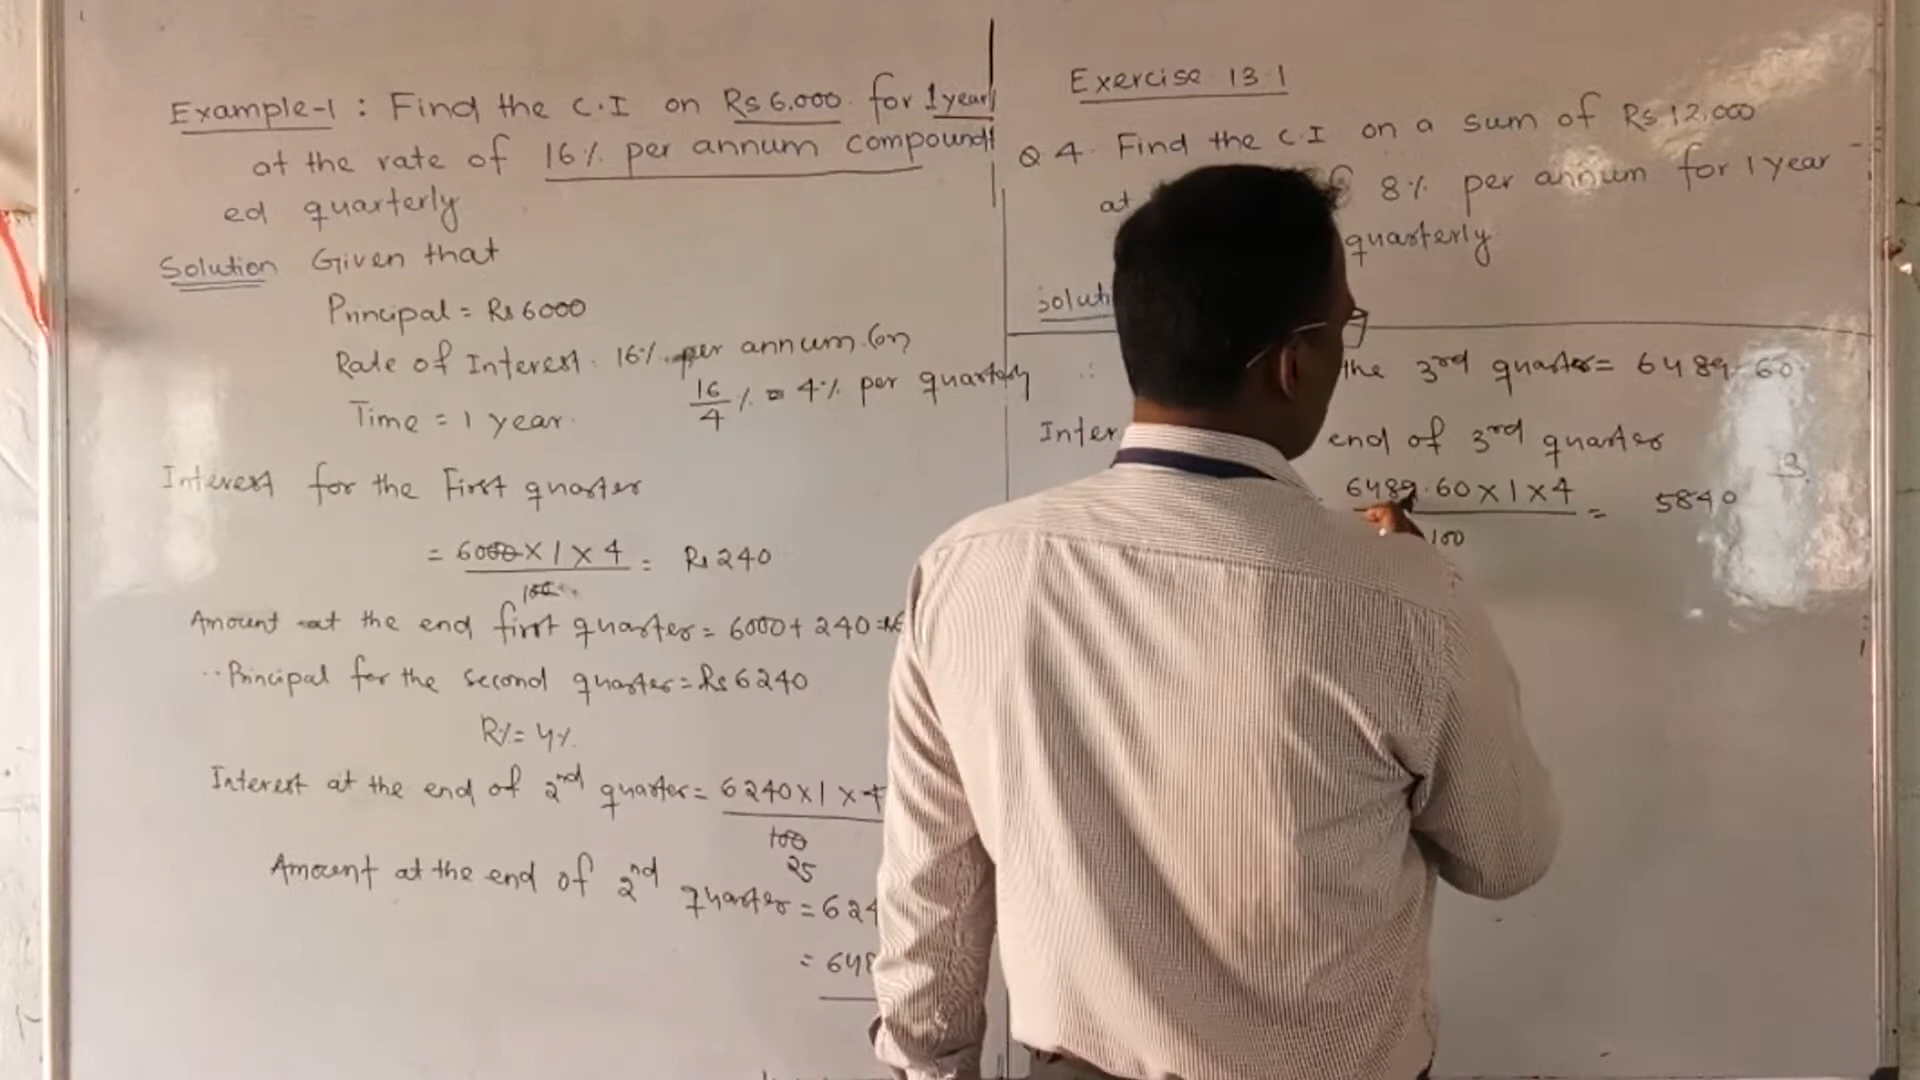 Example-1 : Find the C.I on Rs 6,000 for 1 year
at the rate of 16% per annum compound
ed quarterly
Solution Given that
Principal = Rs 6000
Rate of Interest. 16% per annum (or)
16/4 % = 4% per quarterly
Time = 1 year.
Interest for the First quarter
= 6000 X 1 X 4 / 100 = Rs 240
Amount at the end first quarter = 6000 + 240 =
Principal for the second quarter = Rs 6240
R% = 4%
Interest at the end of 2nd quarter = 6240 X 1 X 4
100
25
Amount at the end of 2nd quarter = 624
= 648
Exercise 13.1
Q 4. Find the C.I on a sum of Rs 12,000
at 8% per annum for 1 year
quarterly
Soluti
∴ the 3rd quarter = 6489.60
Inter end of 3rd quarter
6489.60 X 1 X 4 / 100 = 5840